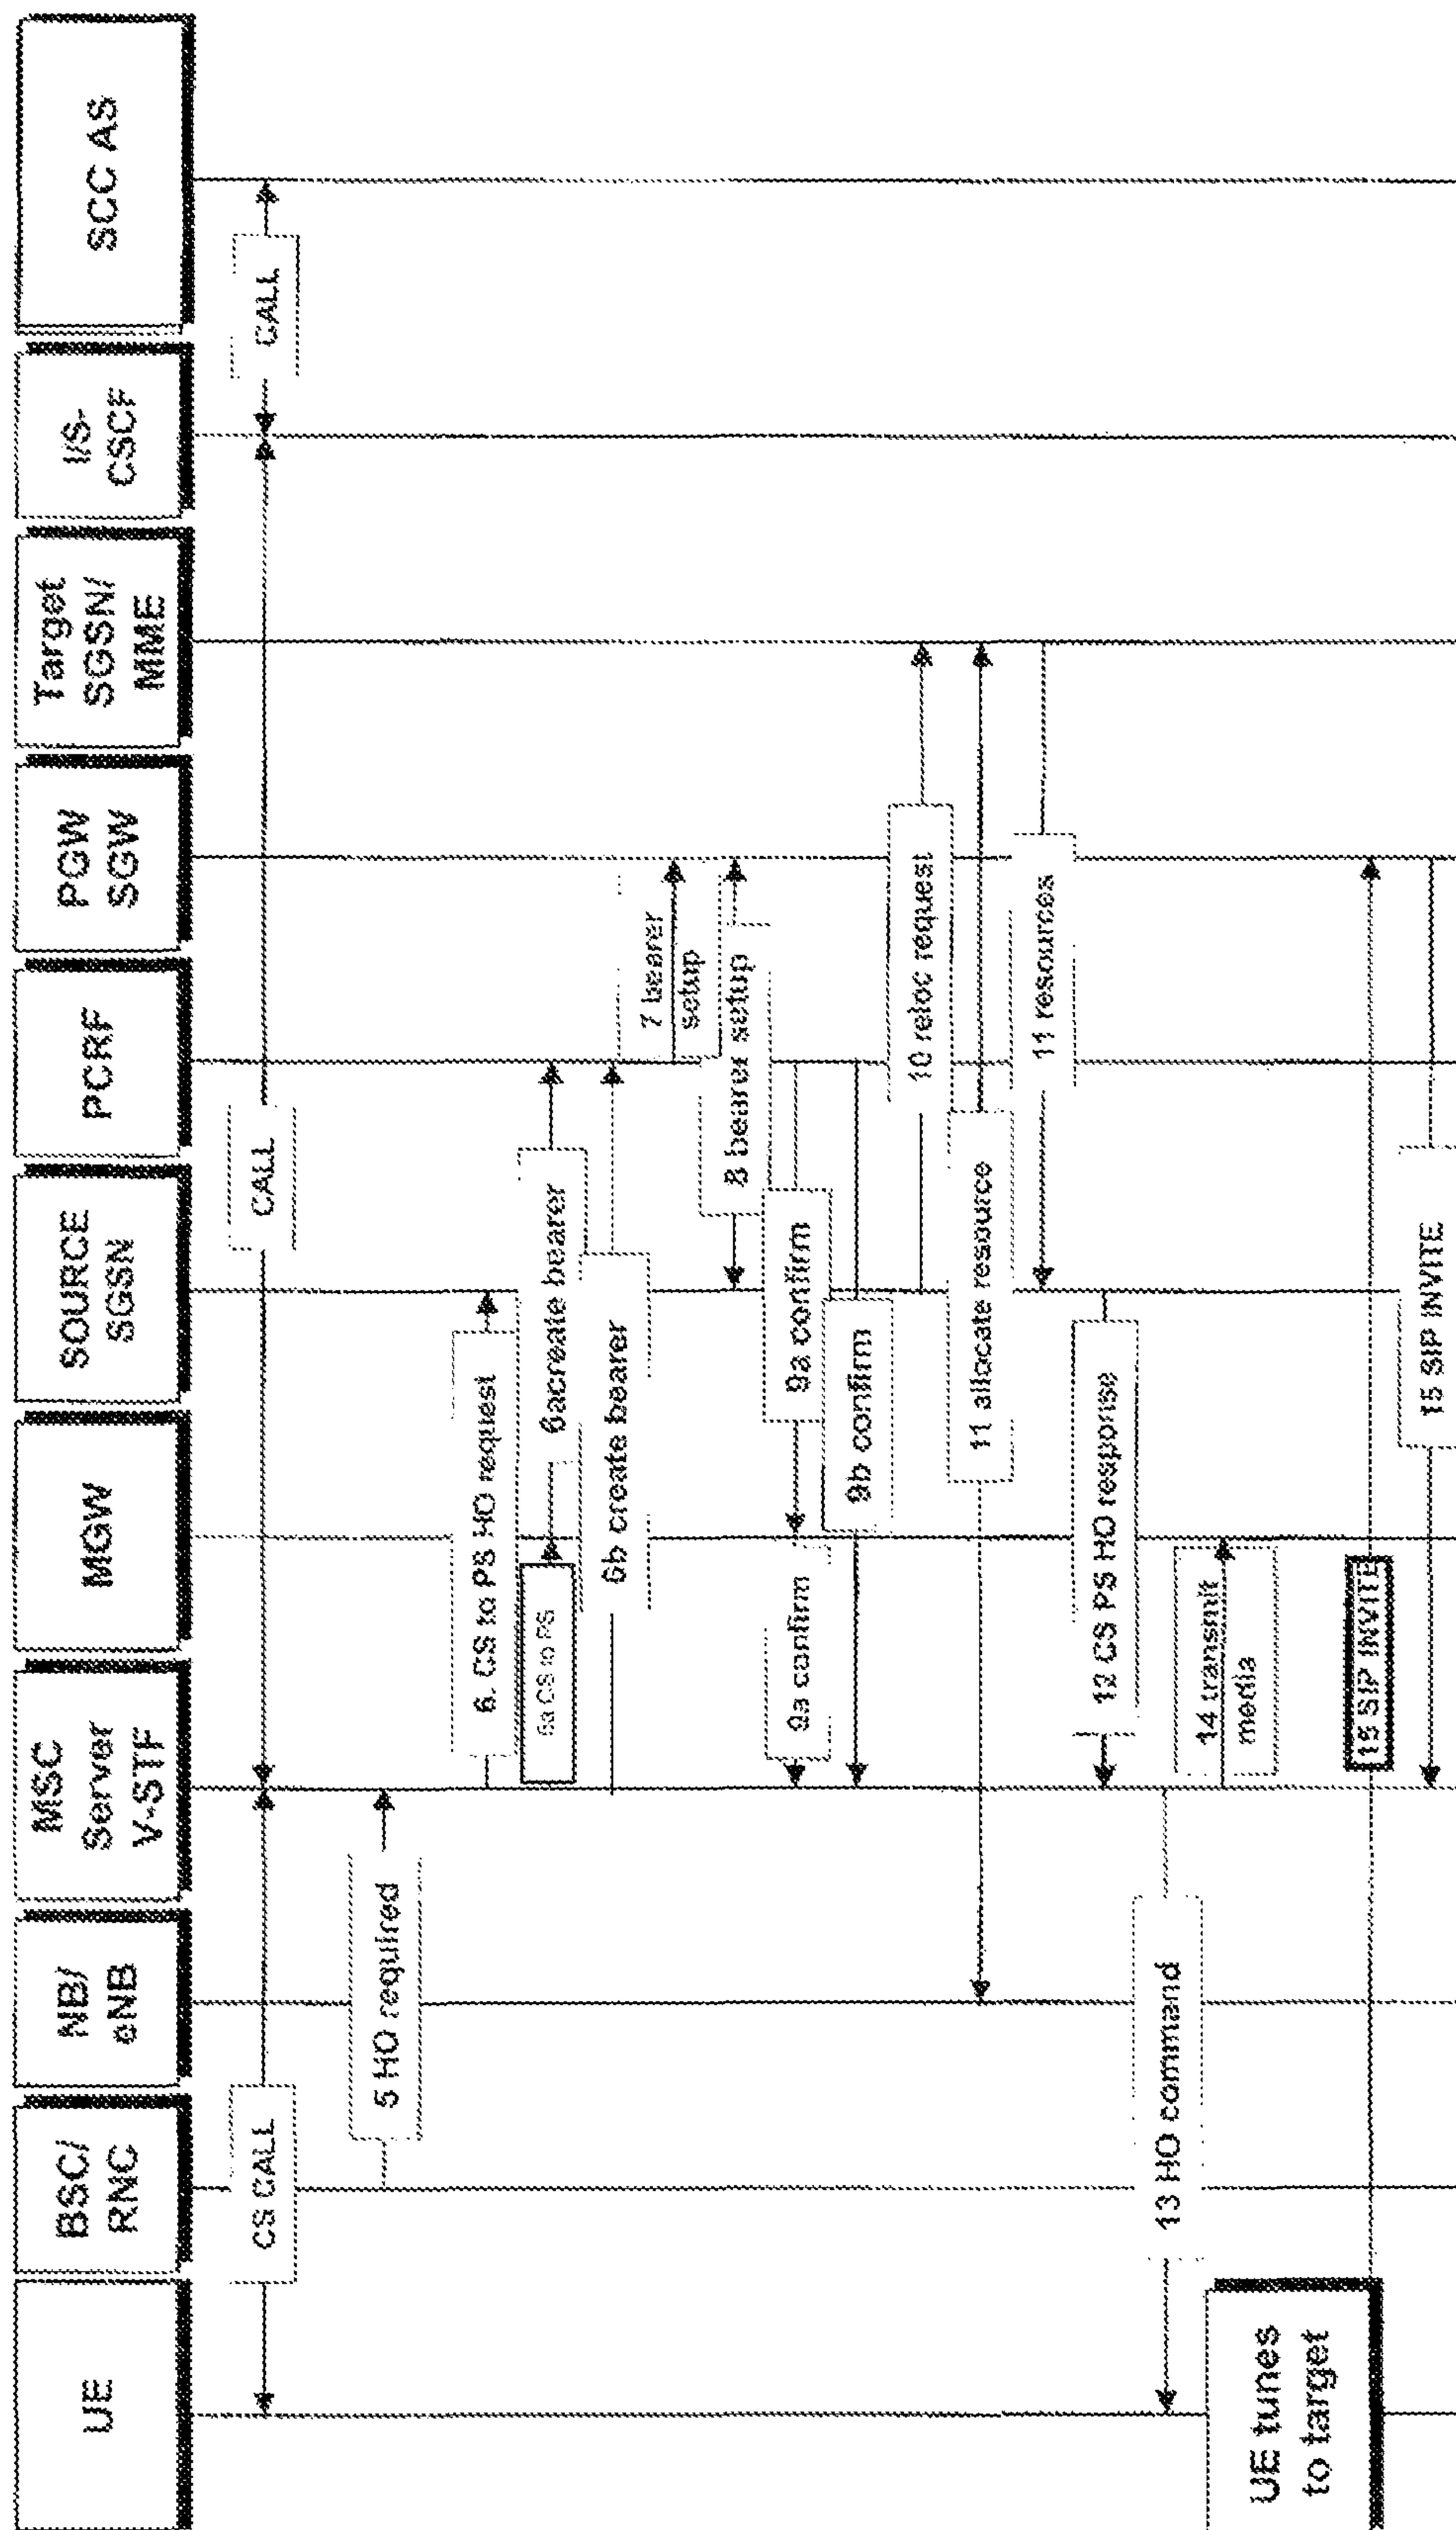 UE
BSC/
RNC
NB/
eNB
MSC
Server
V-STF
MGW
SOURCE
SGSN
PCRF
PGW
SGW
Target
SGSN/
MME
I/S-
CSCF
SCC AS
CS CALL
CALL
CALL
5 HO required
6. CS to PS HO request
6a CS to PS
6acreate bearer
6b create bearer
7 bearer
setup
8 bearer setup
9a confirm
9a confirm
9b confirm
10 reloc request
11 allocate resource
11 resources
12 CS PS HO response
13 HO command
14 transmit
media
UE tunes
to target
15 SIP INVITE
15 SIP INVITE